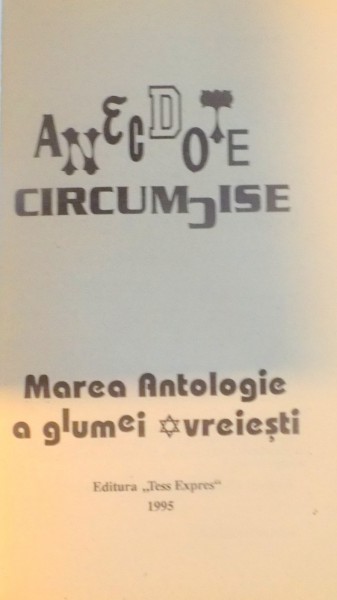 ANECDOTE
CIRCUMCISE
Marea Antologie
a glumei ✡vreiești
Editura „Tess Expres“
1995